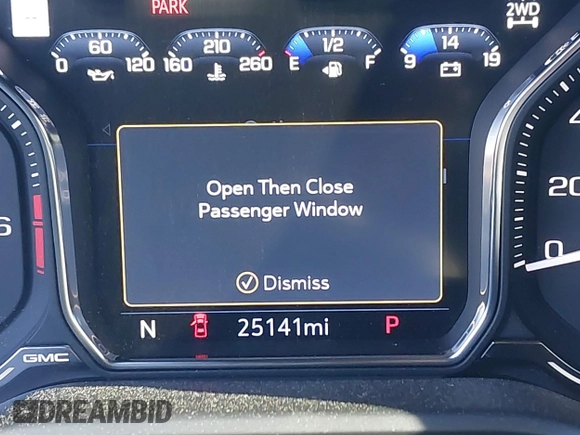 PARK
2WD
0 60 120
160 210 260
E 1/2 F
9 14 19
Open Then Close
Passenger Window
Dismiss
N 25141mi P
6
4
20
0
GMC
DREAMBID